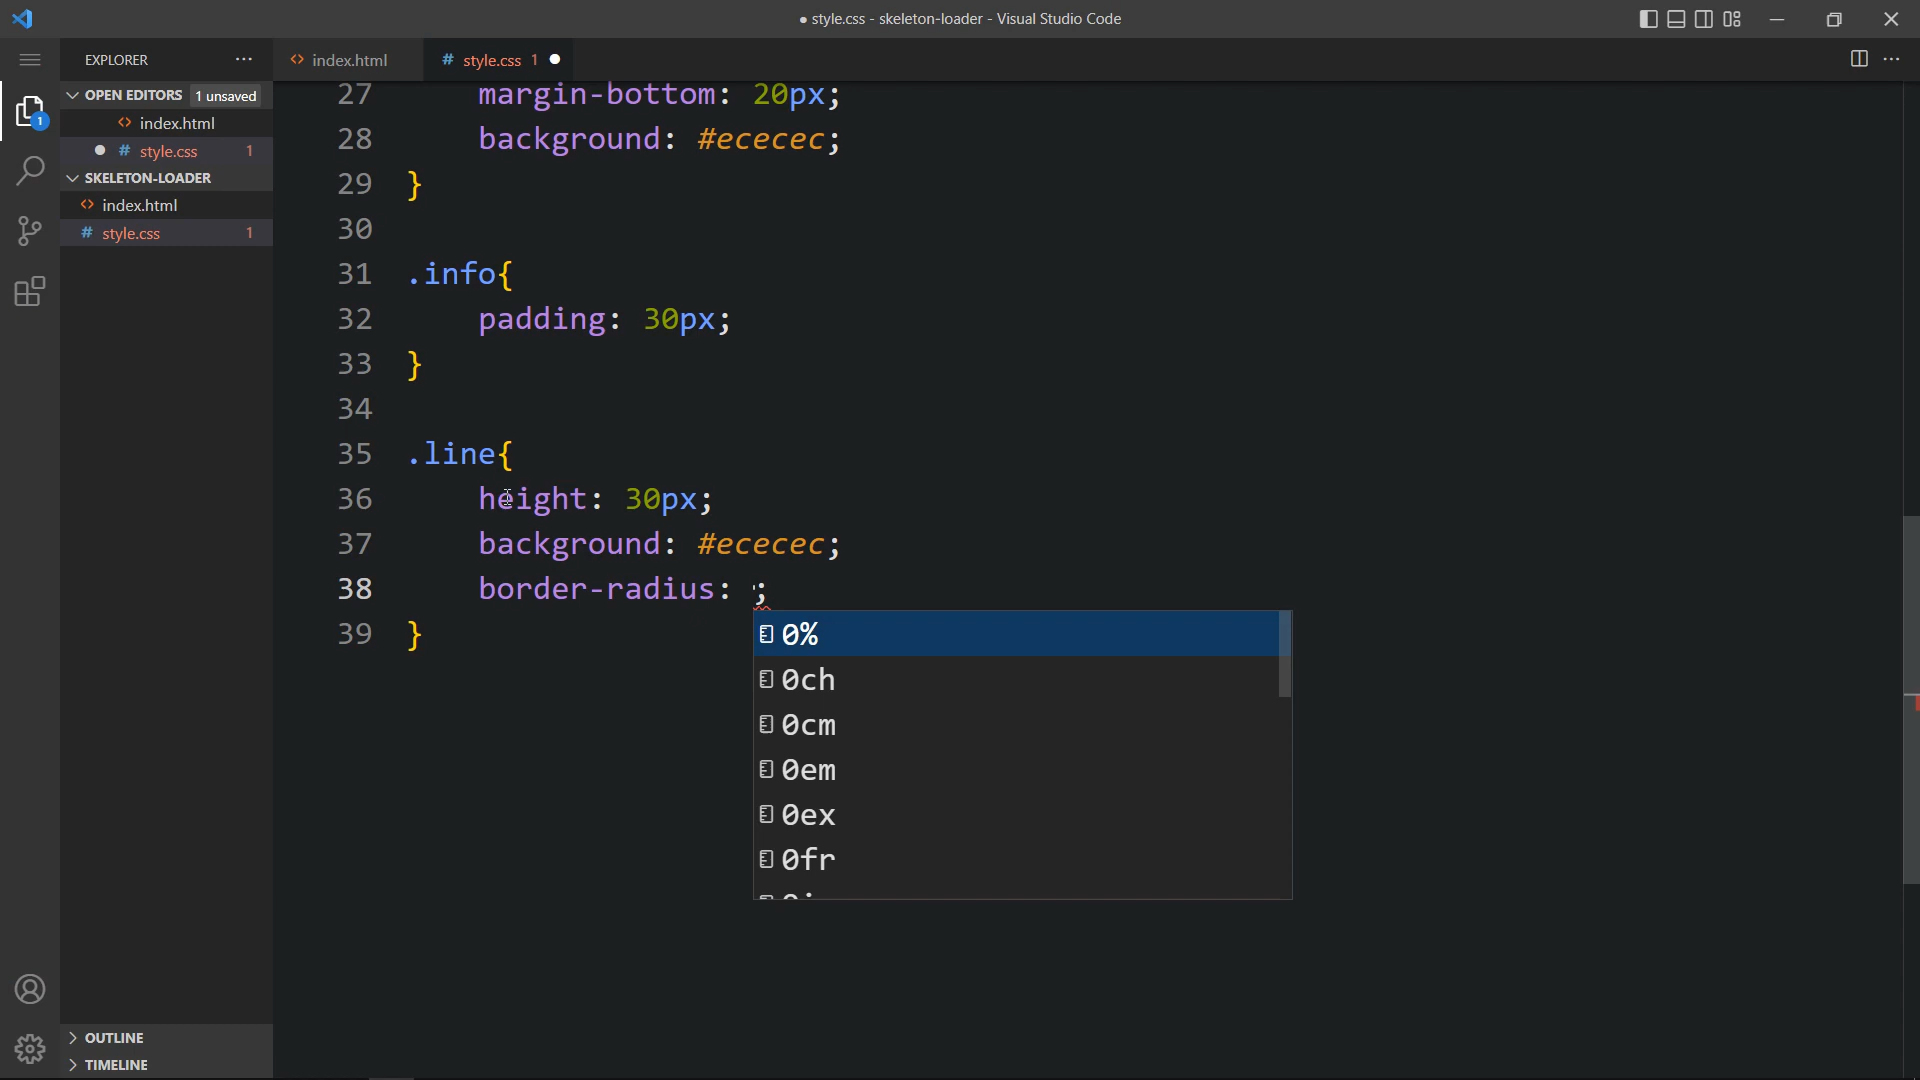 ● style.css - skeleton-loader - Visual Studio Code
EXPLORER
index.html
# style.css 1
OPEN EDITORS 1 unsaved
index.html
# style.css 1
SKELETON-LOADER
index.html
# style.css 1
1
OUTLINE
TIMELINE
27 margin-bottom: 20px;
28 background: #ececec;
29 }
30
31 .info{
32 padding: 30px;
33 }
34
35 .line{
36 height: 30px;
37 background: #ececec;
38 border-radius: ;
39 }
0%
0ch
0cm
0em
0ex
0fr